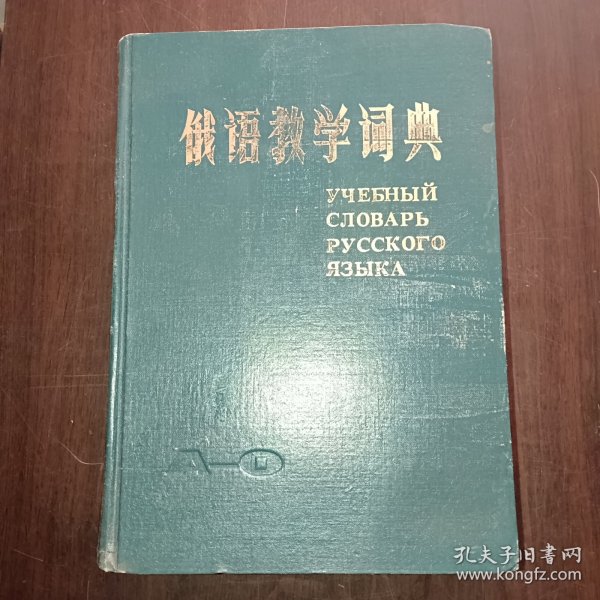 俄语教学词典
УЧЕБНЫЙ
СЛОВАРЬ
РУССКОГО
ЯЗЫКА
孔夫子旧书网
www.kongfz.com